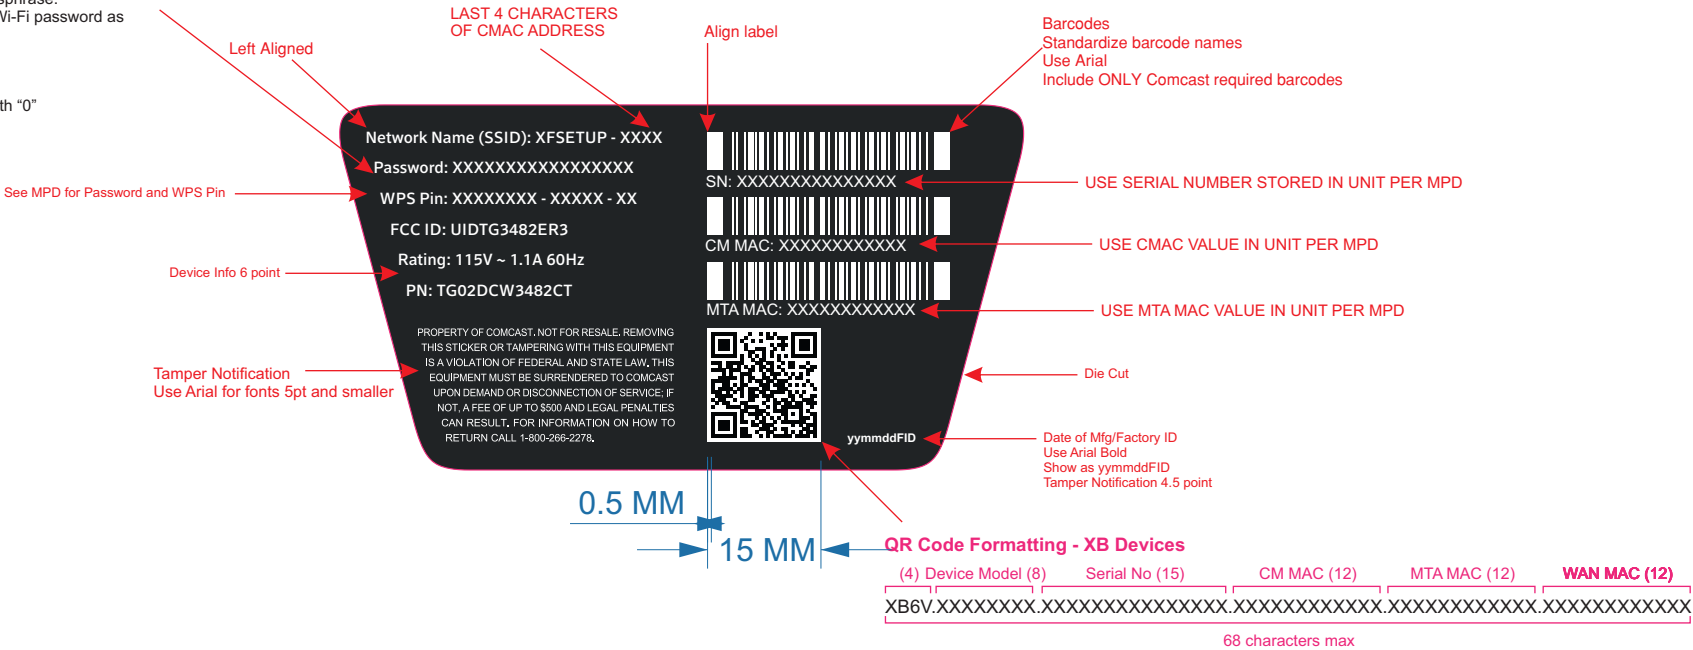 sphrase.
Wi-Fi password as
th “0”
Left Aligned
LAST 4 CHARACTERS
OF CMAC ADDRESS
Align label
Barcodes
Standardize barcode names
Use Arial
Include ONLY Comcast required barcodes
See MPD for Password and WPS Pin
Device Info 6 point
Tamper Notification
Use Arial for fonts 5pt and smaller
Network Name (SSID): XFSETUP - XXXX
Password: XXXXXXXXXXXXXXXXX
WPS Pin: XXXXXXXX - XXXXX - XX
FCC ID: UIDTG3482ER3
Rating: 115V ~ 1.1A 60Hz
PN: TG02DCW3482CT
PROPERTY OF COMCAST. NOT FOR RESALE. REMOVING
THIS STICKER OR TAMPERING WITH THIS EQUIPMENT
IS A VIOLATION OF FEDERAL AND STATE LAW. THIS
EQUIPMENT MUST BE SURRENDERED TO COMCAST
UPON DEMAND OR DISCONNECTION OF SERVICE; IF
NOT, A FEE OF UP TO $500 AND LEGAL PENALTIES
CAN RESULT. FOR INFORMATION ON HOW TO
RETURN CALL 1-800-266-2278.
SN: XXXXXXXXXXXXXXX
CM MAC: XXXXXXXXXXXX
MTA MAC: XXXXXXXXXXXX
yymmddFID
USE SERIAL NUMBER STORED IN UNIT PER MPD
USE CMAC VALUE IN UNIT PER MPD
USE MTA MAC VALUE IN UNIT PER MPD
Die Cut
Date of Mfg/Factory ID
Use Arial Bold
Show as yymmddFID
Tamper Notification 4.5 point
0.5 MM
15 MM
QR Code Formatting - XB Devices
(4) Device Model (8) Serial No (15) CM MAC (12) MTA MAC (12) WAN MAC (12)
XB6V.XXXXXXXX.XXXXXXXXXXXXXXX.XXXXXXXXXXXX.XXXXXXXXXXXX.XXXXXXXXXXXX
68 characters max